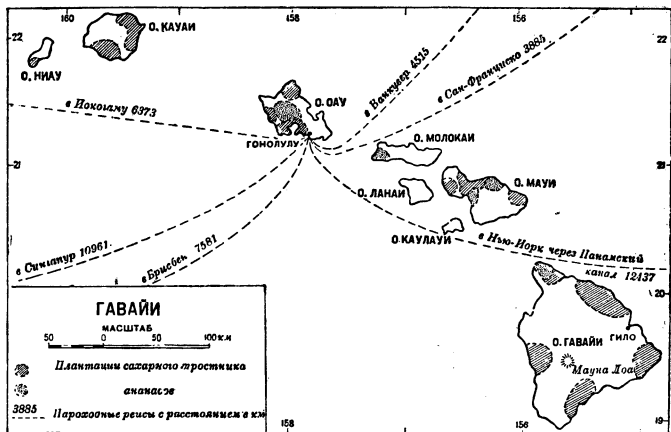 160 158 156
22 22
О. КАУАИ
О. НИАУ
в Ванкувер 4515
в Сан-Франциско 3885
в Иокогаму 6373
О. ОАУ
ГОНОЛУЛУ
О. МОЛОКАИ
21 21
О. МАУИ
О. ЛАНАИ
О КАУЛАУИ
в Нью-Йорк через Панамский
канал 12437
в Сингапур 10961
в Брисбен 7581
20
ГАВАЙИ
МАСШТАБ
50 0 50 100 КМ
О. ГАВАЙИ
ГИЛО
Мауна Лоа
Плантации сахарного тростника
ананасов
3885 Пароходные рейсы с расстоянием в км
19
158 156